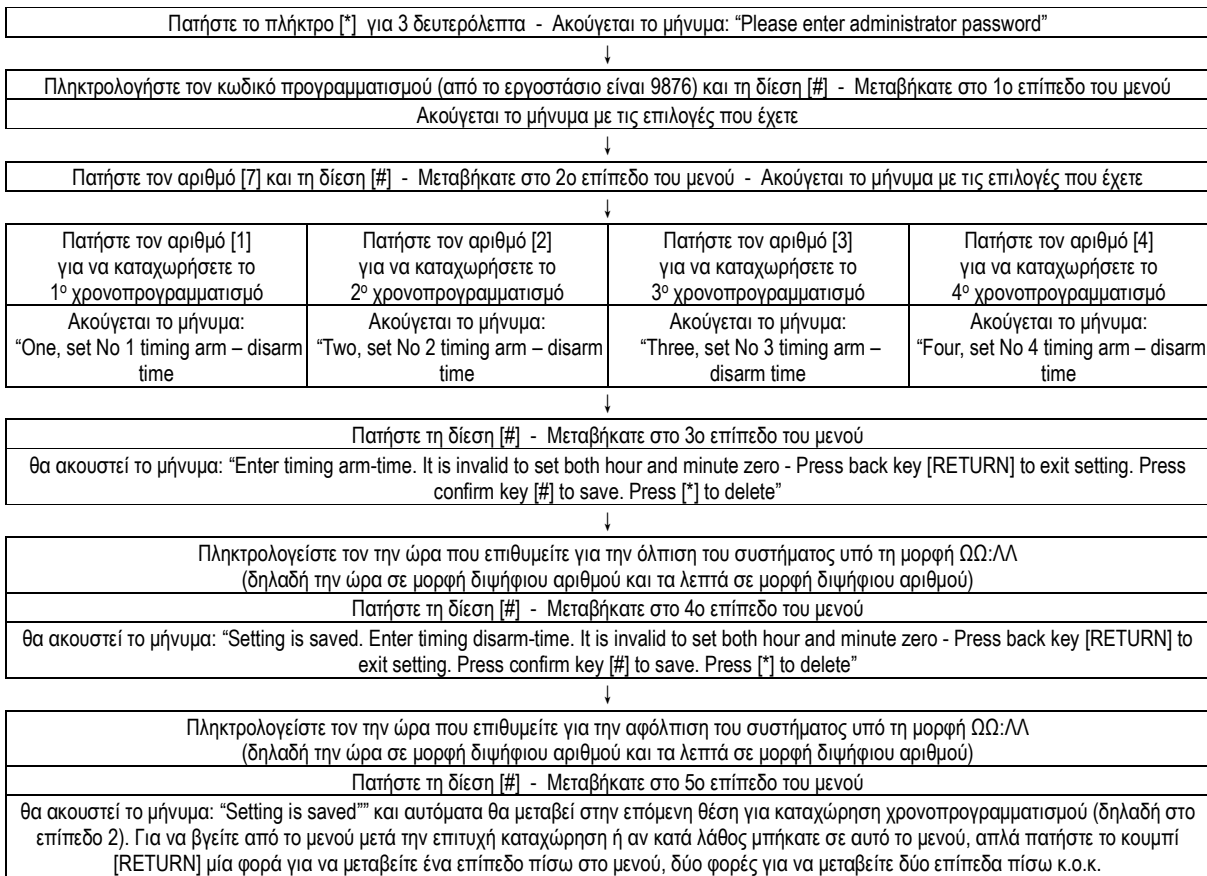 Πατήστε το πλήκτρο [*] για 3 δευτερόλεπτα - Ακούγεται το μήνυμα: “Please enter administrator password”
↓
Πληκτρολογήστε τον κωδικό προγραμματισμού (από το εργοστάσιο είναι 9876) και τη δίεση [#] - Μεταβήκατε στο 1ο επίπεδο του μενού
Ακούγεται το μήνυμα με τις επιλογές που έχετε
↓
Πατήστε τον αριθμό [7] και τη δίεση [#] - Μεταβήκατε στο 2ο επίπεδο του μενού - Ακούγεται το μήνυμα με τις επιλογές που έχετε
↓
Πατήστε τον αριθμό [1]
για να καταχωρήσετε το
1ο χρονοπρογραμματισμό
Πατήστε τον αριθμό [2]
για να καταχωρήσετε το
2ο χρονοπρογραμματισμό
Πατήστε τον αριθμό [3]
για να καταχωρήσετε το
3ο χρονοπρογραμματισμό
Πατήστε τον αριθμό [4]
για να καταχωρήσετε το
4ο χρονοπρογραμματισμό
Ακούγεται το μήνυμα:
“One, set No 1 timing arm – disarm
time
Ακούγεται το μήνυμα:
“Two, set No 2 timing arm – disarm
time
Ακούγεται το μήνυμα:
“Three, set No 3 timing arm –
disarm time
Ακούγεται το μήνυμα:
“Four, set No 4 timing arm – disarm
time
↓
Πατήστε τη δίεση [#] - Μεταβήκατε στο 3ο επίπεδο του μενού
θα ακουστεί το μήνυμα: “Enter timing arm-time. It is invalid to set both hour and minute zero - Press back key [RETURN] to exit setting. Press
confirm key [#] to save. Press [*] to delete”
↓
Πληκτρολογείστε τον την ώρα που επιθυμείτε για την όλπιση του συστήματος υπό τη μορφή ΩΩ:ΛΛ
(δηλαδή την ώρα σε μορφή διψήφιου αριθμού και τα λεπτά σε μορφή διψήφιου αριθμού)
Πατήστε τη δίεση [#] - Μεταβήκατε στο 4ο επίπεδο του μενού
θα ακουστεί το μήνυμα: “Setting is saved. Enter timing disarm-time. It is invalid to set both hour and minute zero - Press back key [RETURN] to
exit setting. Press confirm key [#] to save. Press [*] to delete”
↓
Πληκτρολογείστε τον την ώρα που επιθυμείτε για την αφόλπιση του συστήματος υπό τη μορφή ΩΩ:ΛΛ
(δηλαδή την ώρα σε μορφή διψήφιου αριθμού και τα λεπτά σε μορφή διψήφιου αριθμού)
Πατήστε τη δίεση [#] - Μεταβήκατε στο 5ο επίπεδο του μενού
θα ακουστεί το μήνυμα: “Setting is saved”” και αυτόματα θα μεταβεί στην επόμενη θέση για καταχώρηση χρονοπρογραμματισμού (δηλαδή στο
επίπεδο 2). Για να βγείτε από το μενού μετά την επιτυχή καταχώρηση ή αν κατά λάθος μπήκατε σε αυτό το μενού, απλά πατήστε το κουμπί
[RETURN] μία φορά για να μεταβείτε ένα επίπεδο πίσω στο μενού, δύο φορές για να μεταβείτε δύο επίπεδα πίσω κ.ο.κ.